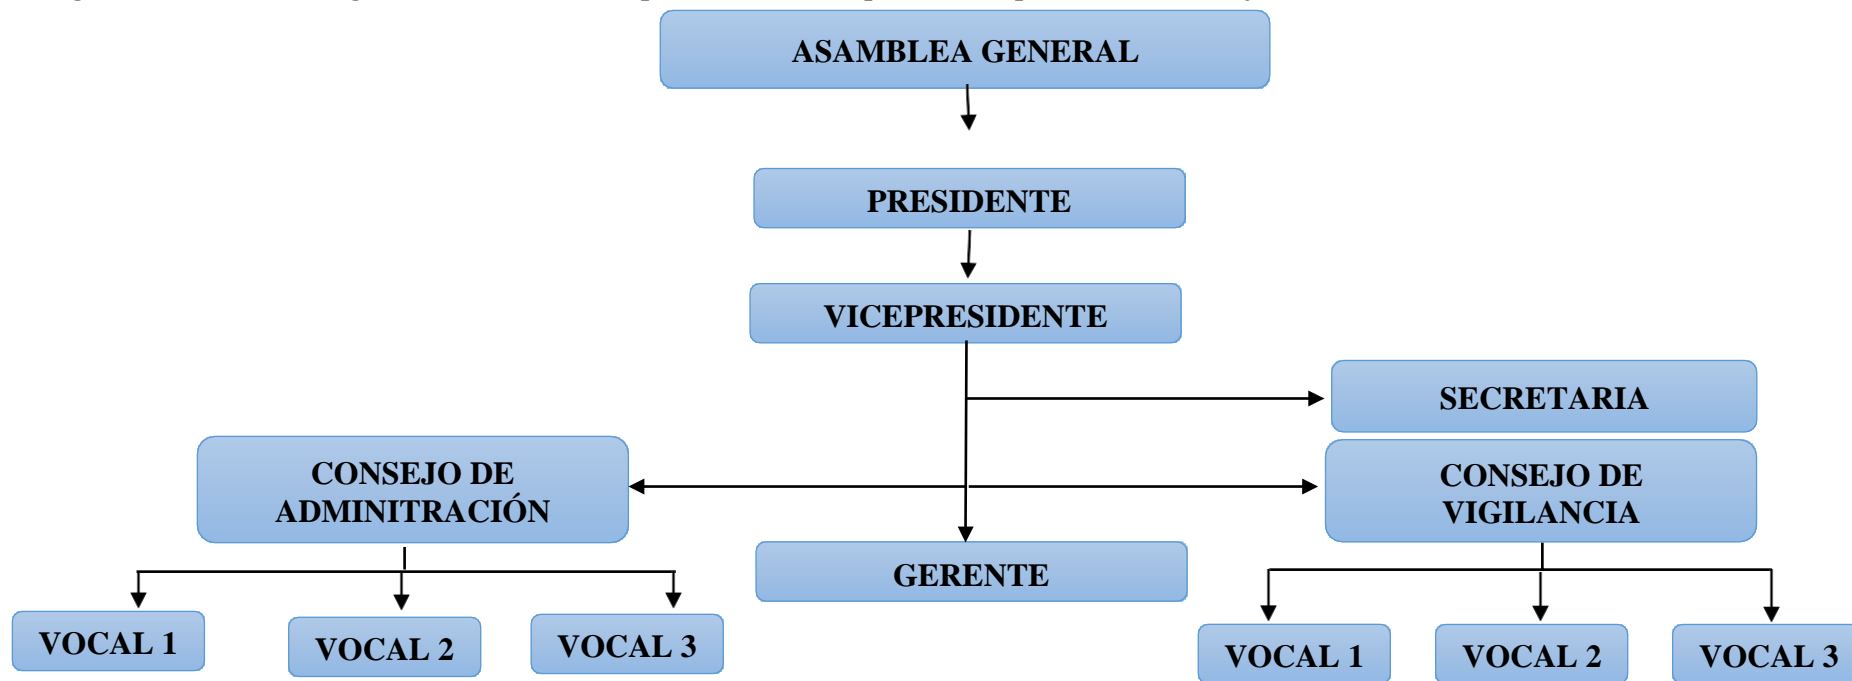 ASAMBLEA GENERAL
PRESIDENTE
VICEPRESIDENTE
SECRETARIA
CONSEJO DE
ADMINITRACIÓN
CONSEJO DE
VIGILANCIA
GERENTE
VOCAL 1
VOCAL 2
VOCAL 3
VOCAL 1
VOCAL 2
VOCAL 3